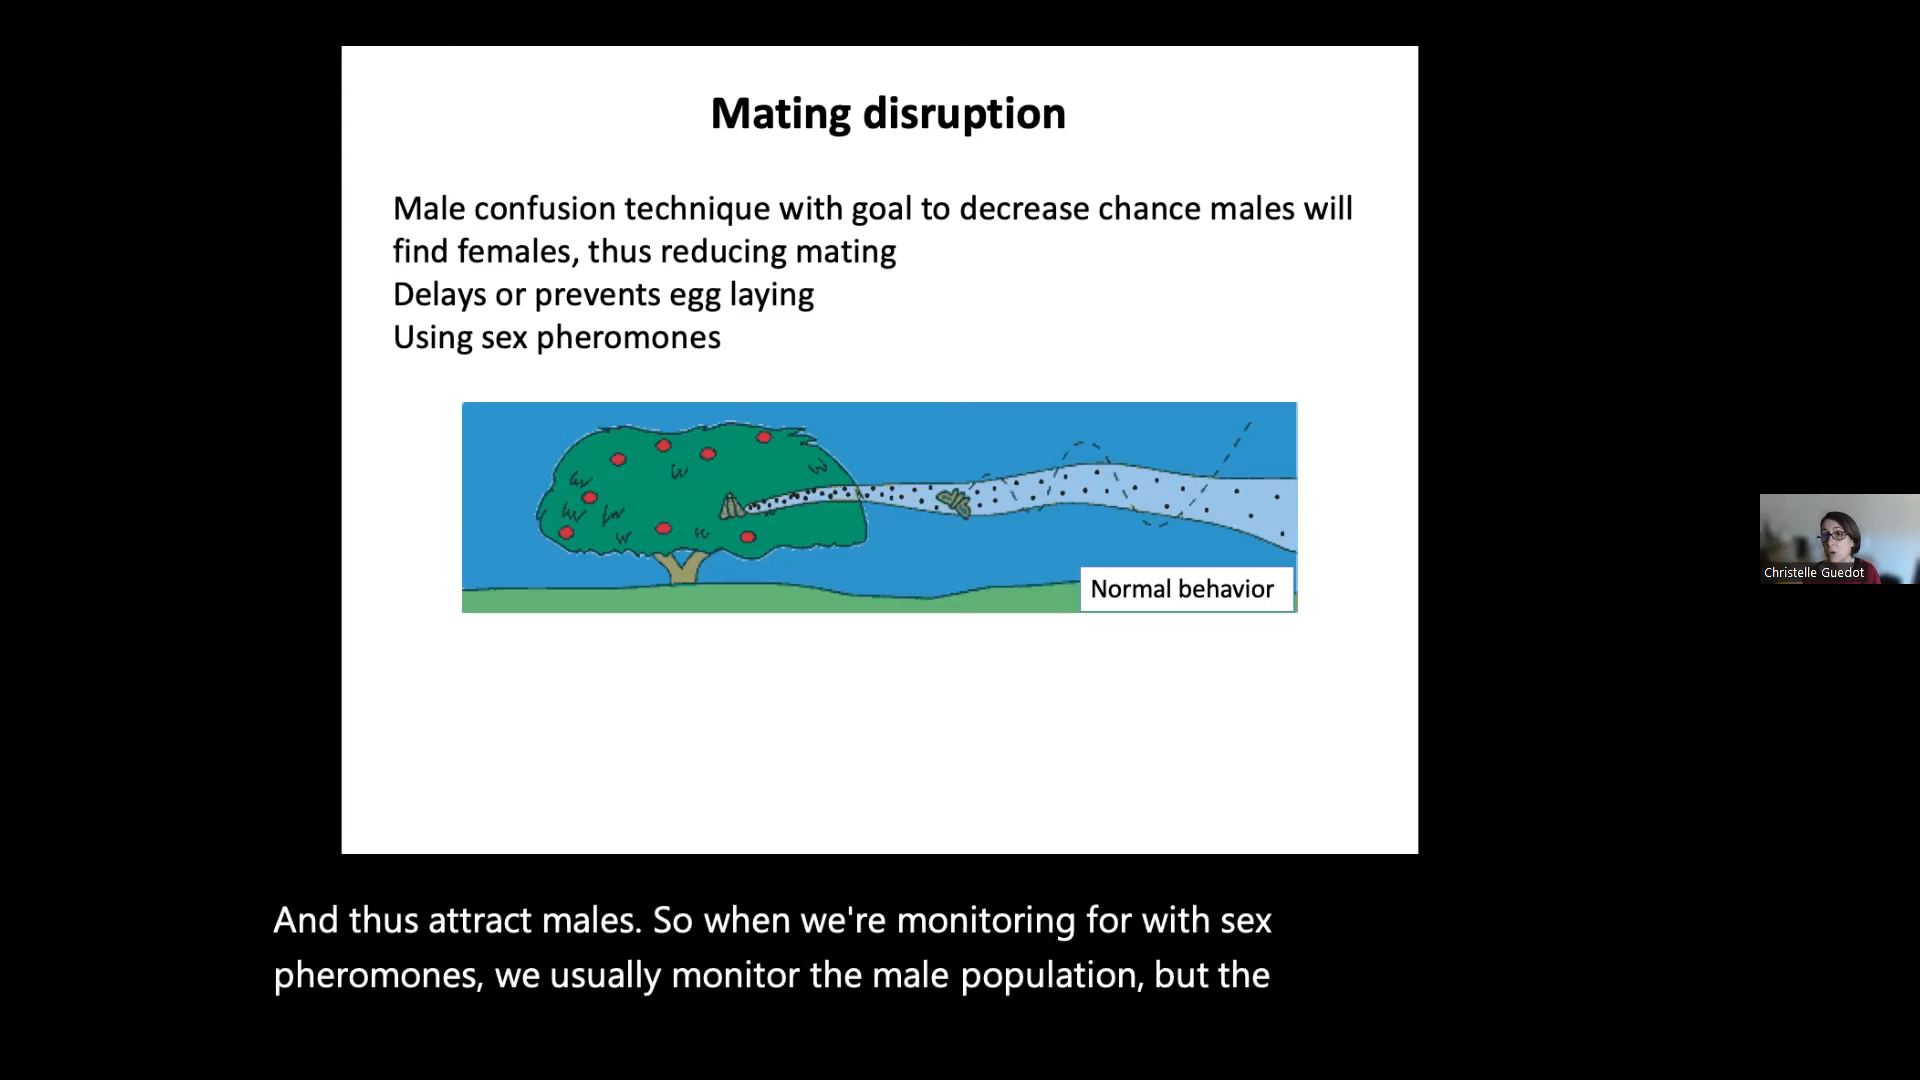 Mating disruption
Male confusion technique with goal to decrease chance males will
find females, thus reducing mating
Delays or prevents egg laying
Using sex pheromones
Normal behavior
Christelle Guedot
And thus attract males. So when we're monitoring for with sex
pheromones, we usually monitor the male population, but the